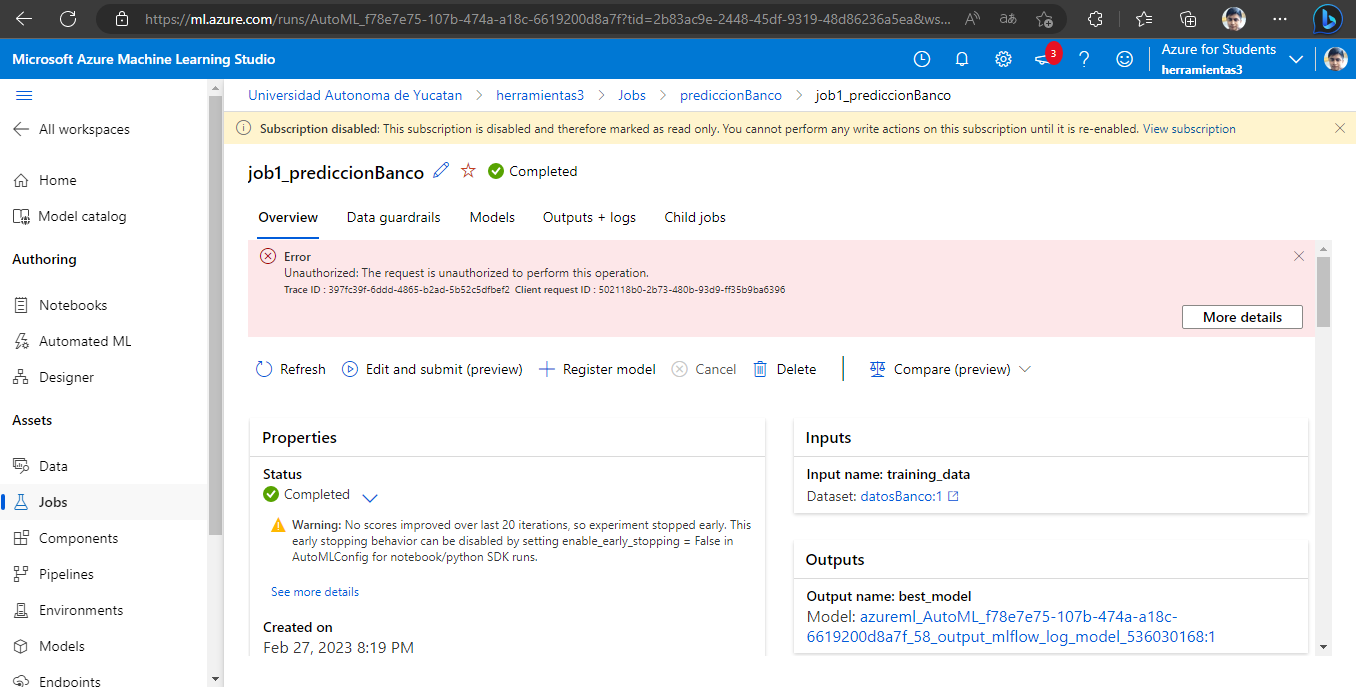 https://ml.azure.com/runs/AutoML_f78e7e75-107b-474a-a18c-6619200d8a7f?tid=2b83ac9e-2448-45df-9319-48d86236a5ea&ws...
Microsoft Azure Machine Learning Studio
3
Azure for Students
herramientas3
All workspaces
Home
Model catalog
Authoring
Notebooks
Automated ML
Designer
Assets
Data
Jobs
Components
Pipelines
Environments
Models
Endpoints
Universidad Autonoma de Yucatan > herramientas3 > Jobs > prediccionBanco > job1_prediccionBanco
Subscription disabled: This subscription is disabled and therefore marked as read only. You cannot perform any write actions on this subscription until it is re-enabled. View subscription
job1_prediccionBanco Completed
Overview Data guardrails Models Outputs + logs Child jobs
Error
Unauthorized: The request is unauthorized to perform this operation.
Trace ID : 397fc39f-6ddd-4865-b2ad-5b52c5dfbef2 Client request ID : 502118b0-2b73-480b-93d9-ff35b9ba6396
More details
Refresh Edit and submit (preview) Register model Cancel Delete Compare (preview)
Properties
Status
Completed
Warning: No scores improved over last 20 iterations, so experiment stopped early. This
early stopping behavior can be disabled by setting enable_early_stopping = False in
AutoMLConfig for notebook/python SDK runs.
See more details
Created on
Feb 27, 2023 8:19 PM
Inputs
Input name: training_data
Dataset: datosBanco:1
Outputs
Output name: best_model
Model: azureml_AutoML_f78e7e75-107b-474a-a18c-
6619200d8a7f_58_output_mlflow_log_model_536030168:1